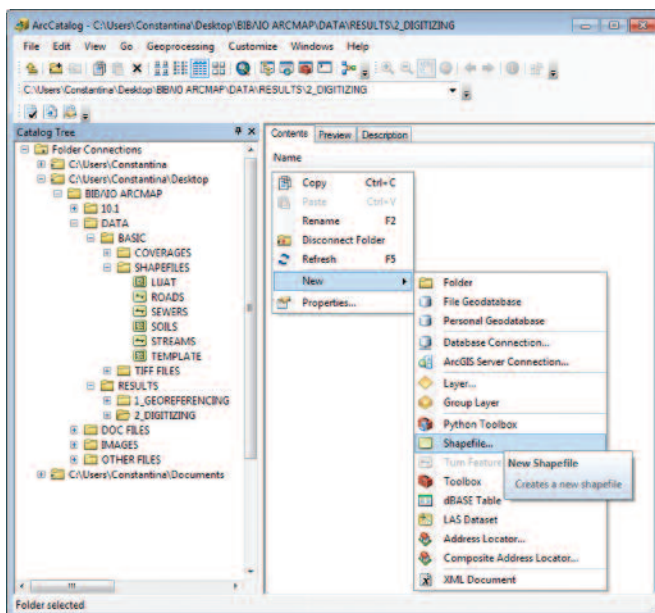 ArcCatalog - C:\Users\Constantina\Desktop\ΒΙΒΛΙΟ ARCMAP\DATA\RESULTS\2_DIGITIZING
File Edit View Go Geoprocessing Customize Windows Help
C:\Users\Constantina\Desktop\ΒΙΒΛΙΟ ARCMAP\DATA\RESULTS\2_DIGITIZING
Catalog Tree
Folder Connections
C:\Users\Constantina
C:\Users\Constantina\Desktop
ΒΙΒΛΙΟ ARCMAP
10.1
DATA
BASIC
COVERAGES
SHAPEFILES
LUAT
ROADS
SEWERS
SOILS
STREAMS
TEMPLATE
TIFF FILES
RESULTS
1_GEOREFERENCING
2_DIGITIZING
DOC FILES
IMAGES
OTHER FILES
C:\Users\Constantina\Documents
Contents Preview Description
Name
Copy Ctrl+C
Paste Ctrl+V
Rename F2
Disconnect Folder
Refresh F5
New
Properties...
Folder
File Geodatabase
Personal Geodatabase
Database Connection...
ArcGIS Server Connection...
Layer...
Group Layer
Python Toolbox
Shapefile...
Turn Feature
Toolbox
dBASE Table
LAS Dataset
Address Locator...
Composite Address Locator...
XML Document
New Shapefile
Creates a new shapefile
Folder selected